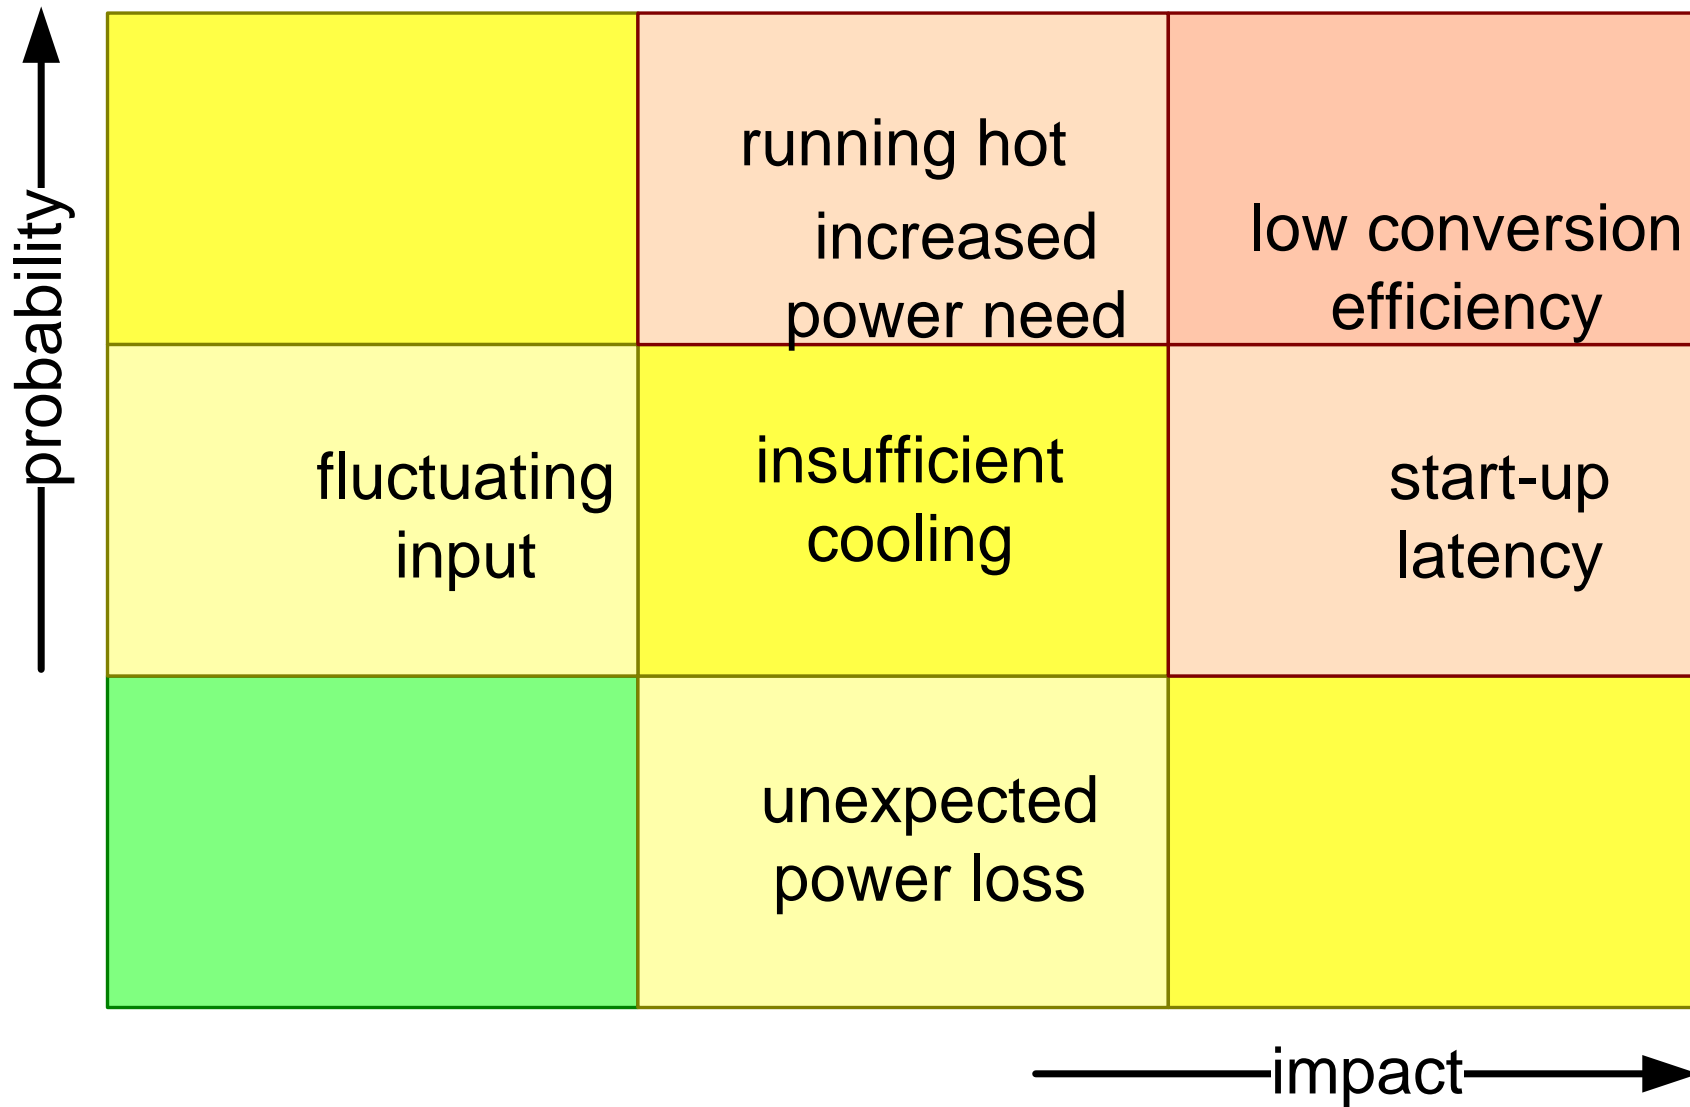 probability
running hot
increased
power need
low conversion
efficiency
fluctuating
input
insufficient
cooling
start-up
latency
unexpected
power loss
impact